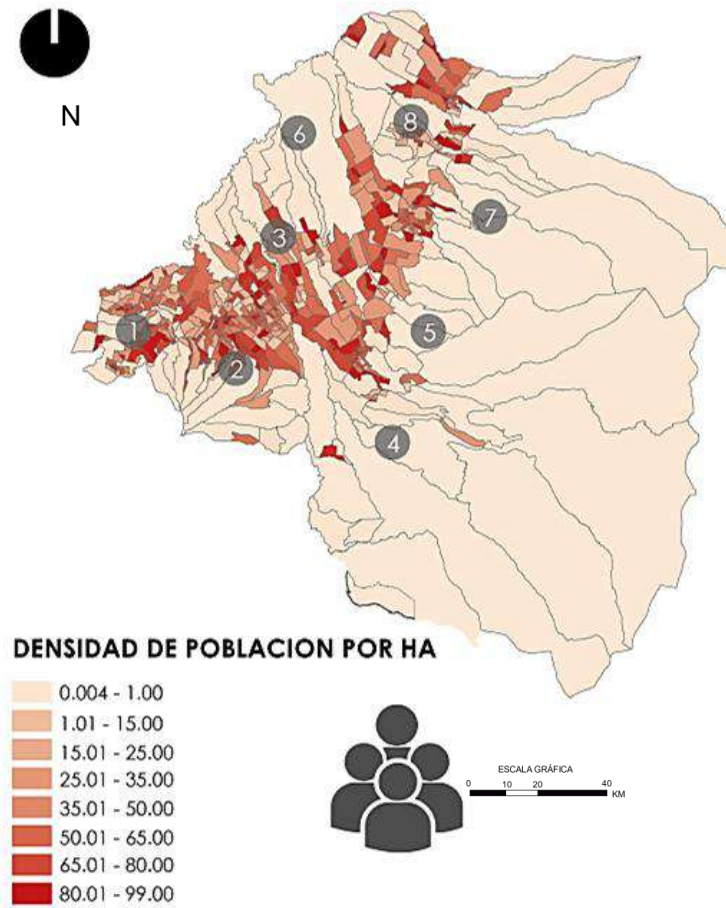 N
8
6
7
3
1
5
2
4
DENSIDAD DE POBLACION POR HA
0.004 - 1.00
1.01 - 15.00
15.01 - 25.00
25.01 - 35.00
35.01 - 50.00
50.01 - 65.00
65.01 - 80.00
80.01 - 99.00
ESCALA GRÁFICA
0 10 20 40
KM